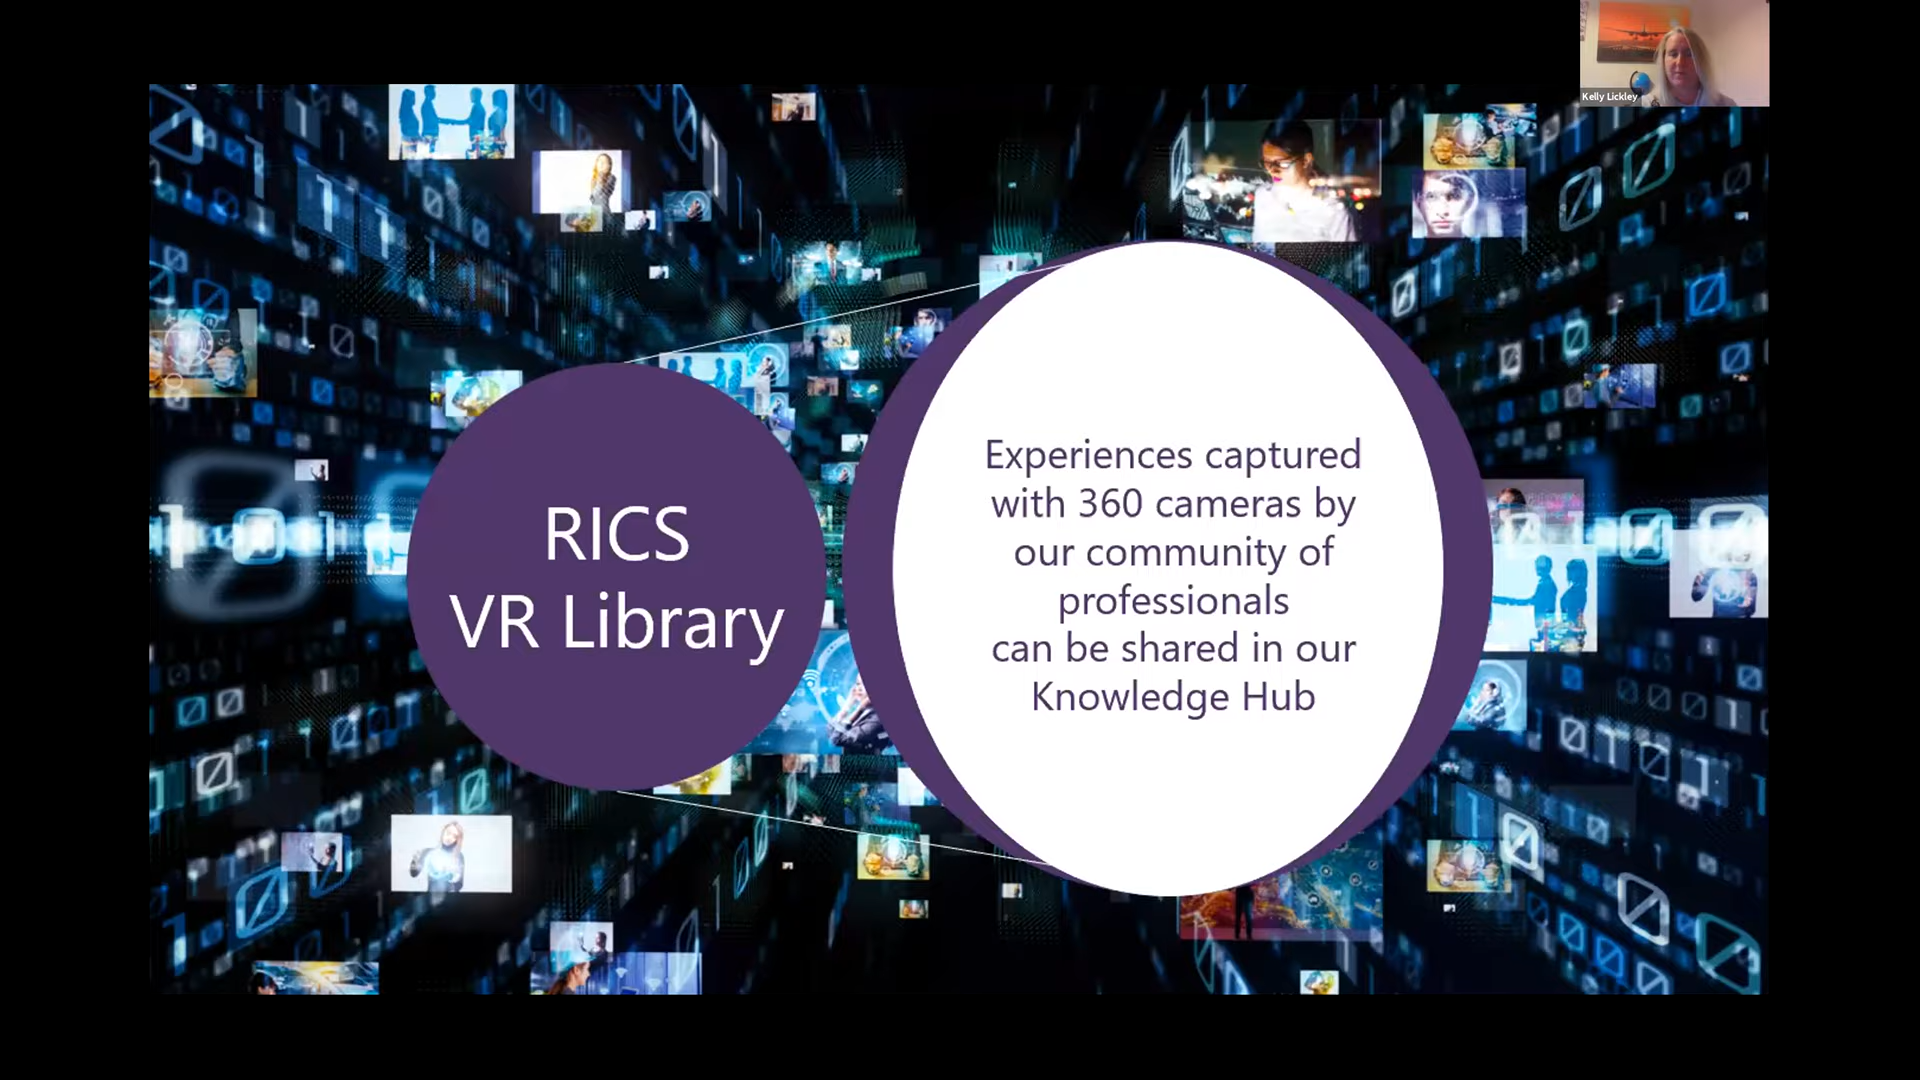 Kelly Lickley
RICS
VR Library
Experiences captured
with 360 cameras by
our community of
professionals
can be shared in our
Knowledge Hub